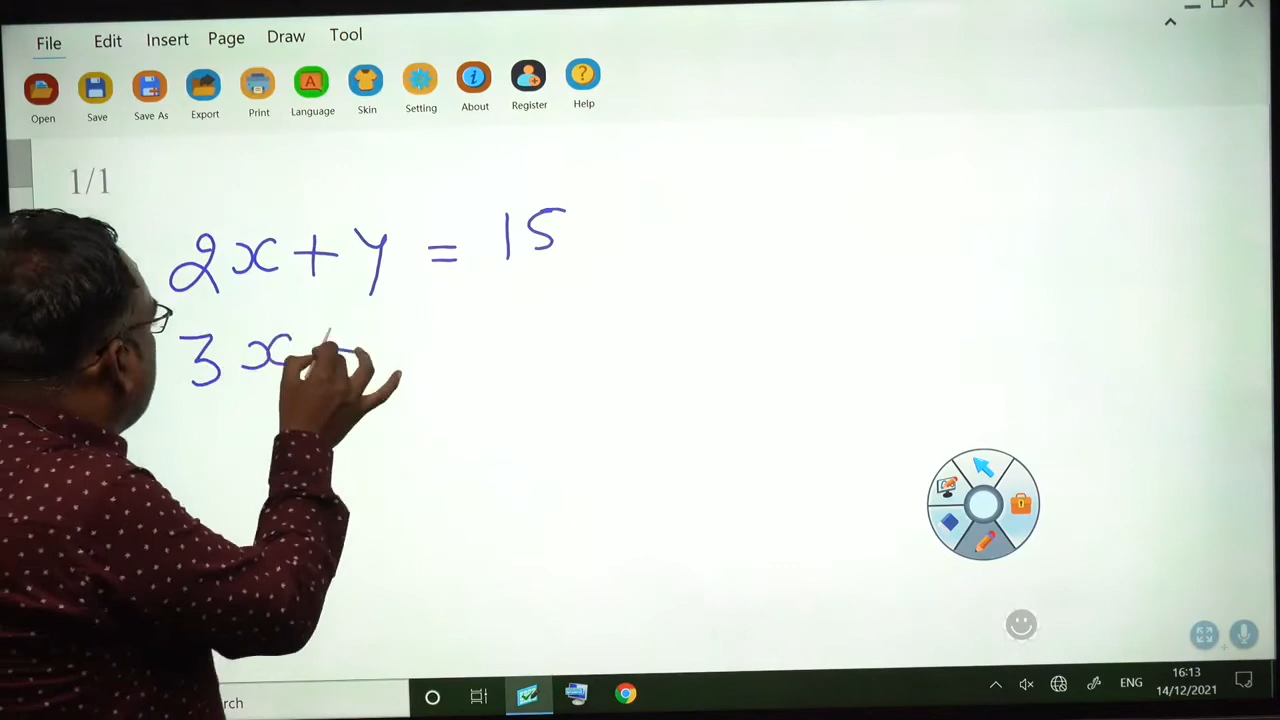 File Edit Insert Page Draw Tool
Open Save Save As Export Print Language Skin Setting About Register Help
1/1
2x+y = 15
3x
rch ENG 16:13
14/12/2021